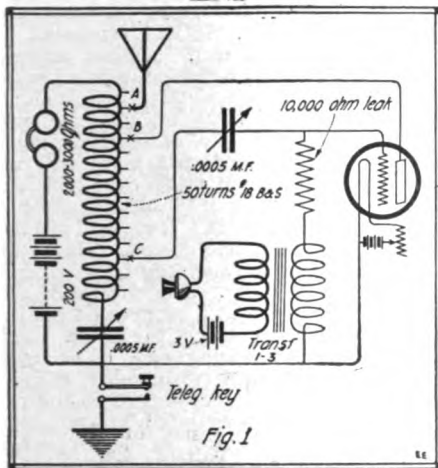 A
B
10,000 ohm leak
2000-3000 Ohms
.0005 M.F.
50 turns #18 B&S
C
200 V
3 V
Transf
1-3
.0005 M.F.
Teleg. key
Fig. 1